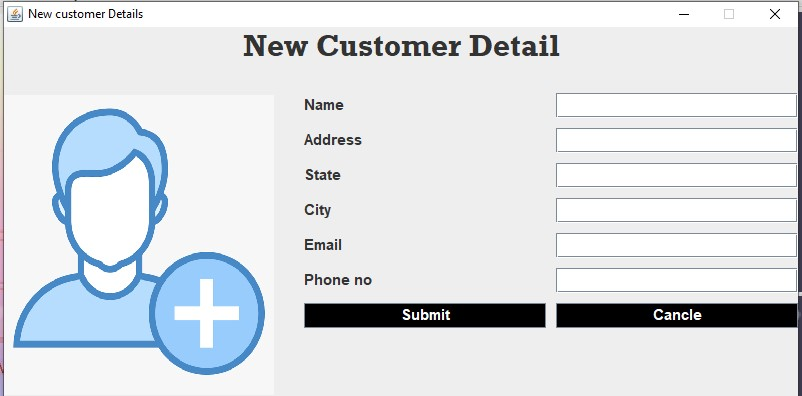 New customer Details
New Customer Detail
Name
Address
State
City
Email
Phone no
Submit Cancle